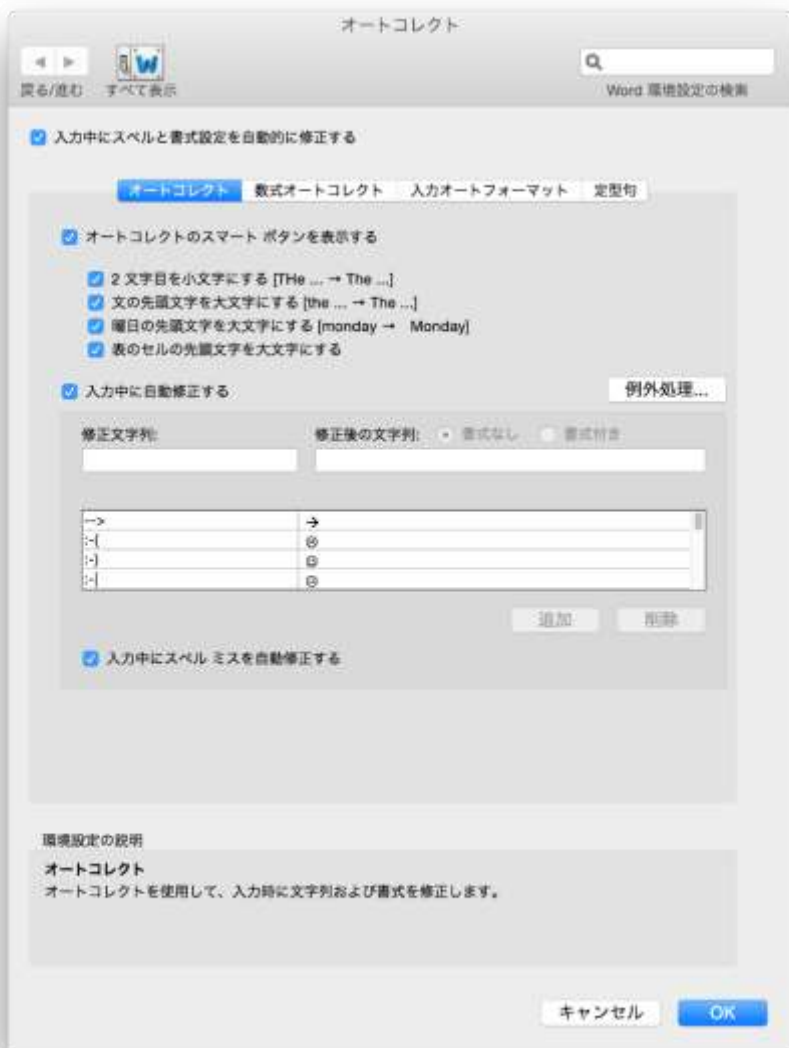 オートコレクト
戻る/進む すべて表示 Word 環境設定の検索
入力中にスペルと書式設定を自動的に修正する
オートコレクト 数式オートコレクト 入力オートフォーマット 定型句
オートコレクトのスマート ボタンを表示する
2 文字目を小文字にする [THe ... → The ...]
文の先頭文字を大文字にする [the ... → The ...]
曜日の先頭文字を大文字にする [monday → Monday]
表のセルの先頭文字を大文字にする
入力中に自動修正する 例外処理...
修正文字列: 修正後の文字列: 書式なし 書式付き
--> →
:-( ☹
:-) ☺
:-| 😐
追加 削除
入力中にスペル ミスを自動修正する
環境設定の説明
オートコレクト
オートコレクトを使用して、入力時に文字列および書式を修正します。
キャンセル OK